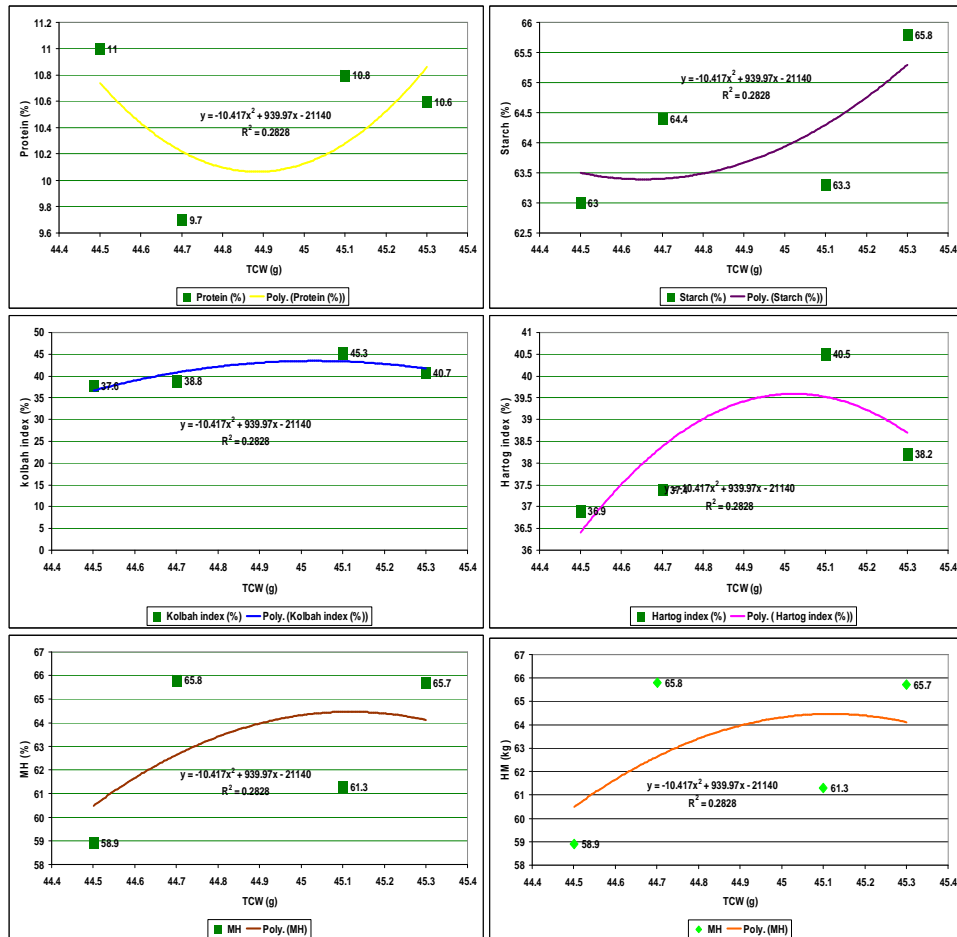 11.2
11
10.8
10.6
10.4
10.2
10
9.8
9.6
Protein (%)
11
9.7
10.8
10.6
y = -10.417x² + 939.97x - 21140
R² = 0.2828
44.4 44.5 44.6 44.7 44.8 44.9 45 45.1 45.2 45.3 45.4
TCW (g)
Protein (%) Poly. (Protein (%))
66
65.5
65
64.5
64
63.5
63
62.5
Starch (%)
63
64.4
63.3
65.8
y = -10.417x² + 939.97x - 21140
R² = 0.2828
44.4 44.5 44.6 44.7 44.8 44.9 45 45.1 45.2 45.3 45.4
TCW (g)
Starch (%) Poly. (Starch (%))
50
45
40
35
30
25
20
15
10
5
0
kolbah index (%)
38.8
45.3
40.7
y = -10.417x² + 939.97x - 21140
R² = 0.2828
44.4 44.5 44.6 44.7 44.8 44.9 45 45.1 45.2 45.3 45.4
TCW (g)
Kolbah index (%) Poly. (Kolbah index (%))
41
40.5
40
39.5
39
38.5
38
37.5
37
36.5
36
Hartog index (%)
36.9
37.4
40.5
38.2
y = -10.417x² + 939.97x - 21140
R² = 0.2828
44.4 44.5 44.6 44.7 44.8 44.9 45 45.1 45.2 45.3 45.4
TCW (g)
Hartog index (%) Poly. ( Hartog index (%))
67
66
65
64
63
62
61
60
59
58
MH (%)
58.9
65.8
61.3
65.7
y = -10.417x² + 939.97x - 21140
R² = 0.2828
44.4 44.5 44.6 44.7 44.8 44.9 45 45.1 45.2 45.3 45.4
TCW (g)
MH Poly. (MH)
67
66
65
64
63
62
61
60
59
58
HM (kg)
58.9
65.8
61.3
65.7
y = -10.417x² + 939.97x - 21140
R² = 0.2828
44.4 44.5 44.6 44.7 44.8 44.9 45 45.1 45.2 45.3 45.4
TCW (g)
MH Poly. (MH)